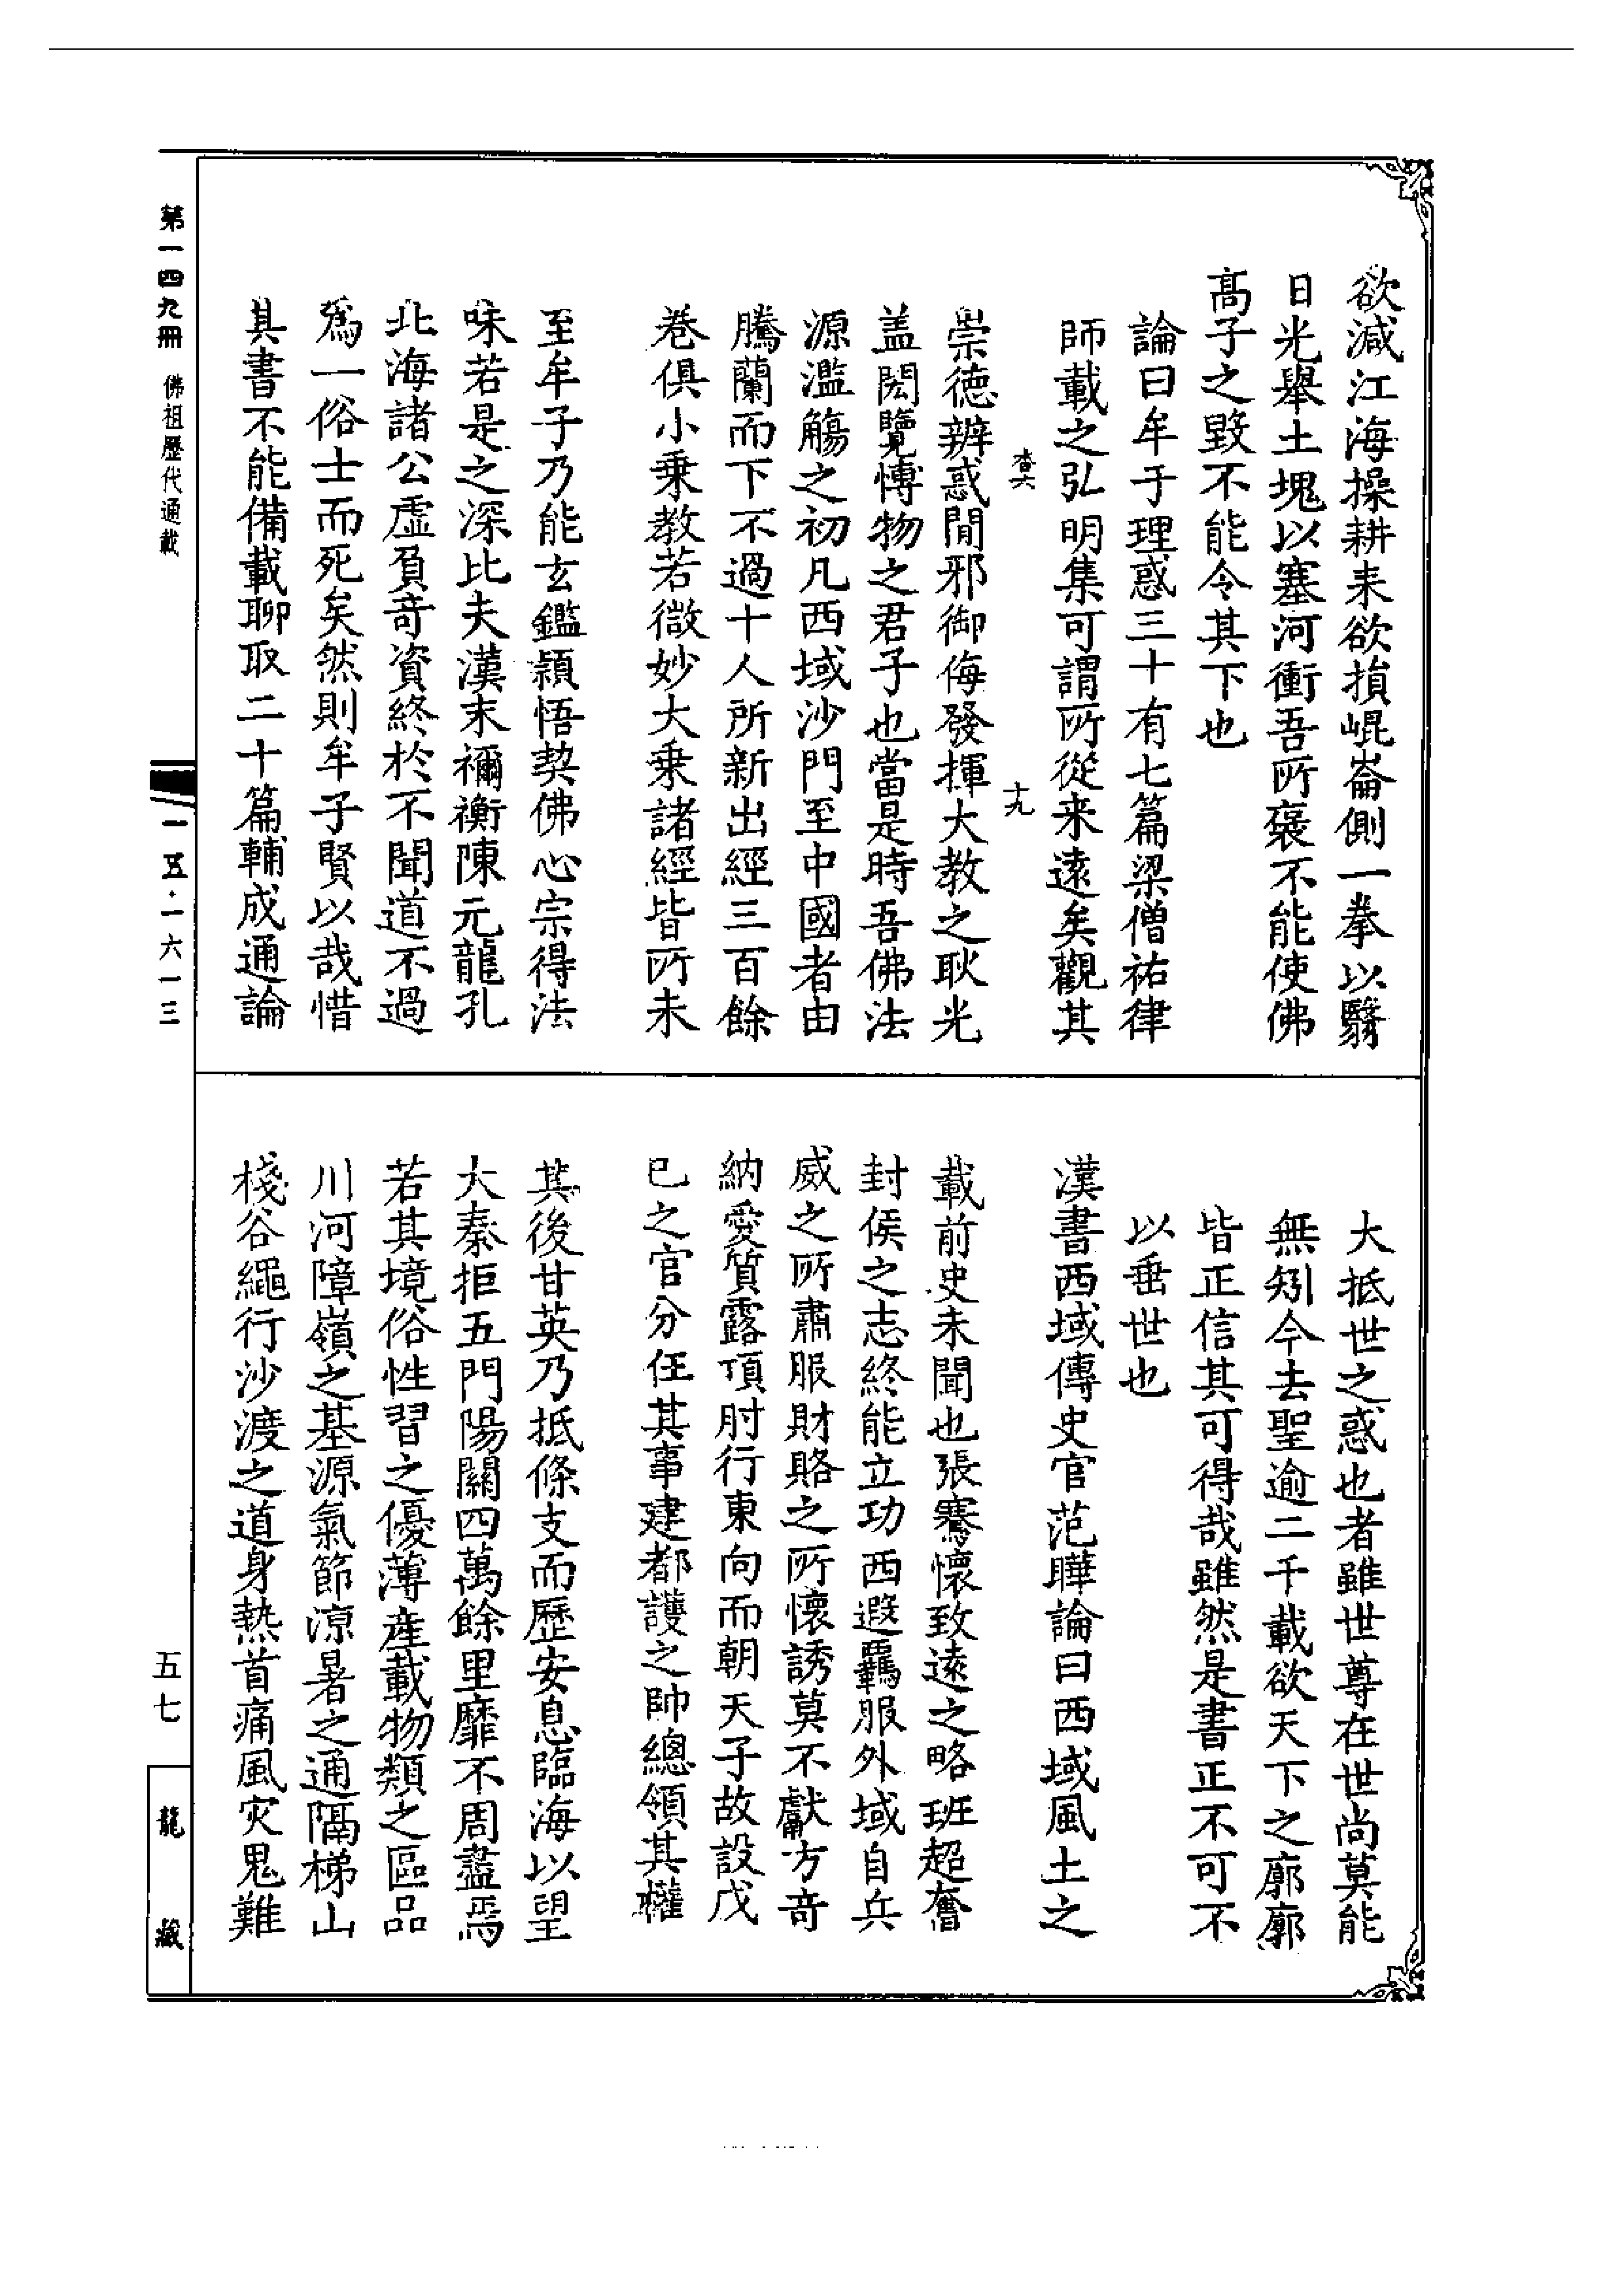 欲減江海操耕耒欲損崐崙側一拳以翳
日光舉土塊以塞河衝吾所褒不能使佛
高子之毀不能令其下也
論曰牟子理惑三十有七篇梁僧祐律
師載之弘明集可謂所從来遠矣觀其
杳六
十九
崇德辨惑閒邪御侮發揮大教之耿光
盖閎覽愽物之君子也當是時吾佛法
源濫觴之初凡西域沙門至中國者由
騰蘭而下不過十人所新出經三百餘
卷俱小乗教若微妙大乗諸經皆所未
至牟子乃能玄鑑穎悟契佛心宗得法
味若是之深比夫漢末禰衡陳元龍孔
北海諸公虛負奇資終於不聞道不過
爲一俗士而死矣然則牟子賢以哉惜
其書不能備載聊取二十篇輔成通論
大抵世之惑也者雖世尊在世尚莫能
無矧今去聖逾二千載欲天下之廓廓
皆正信其可得哉雖然是書正不可不
以垂世也
漢書西域傳史官范曄論曰西域風土之
載前史未聞也張騫懷致遠之略班超奮
封侯之志終能立功西遐羈服外域自兵
威之所肅服財賂之所懷誘莫不獻方竒
納愛質露頂肘行東向而朝天子故設戊
巳之官分任其事建都護之帥總領其權
其後甘英乃抵條支而歷安息臨海以望
大秦拒五門陽關四萬餘里靡不周盡焉
若其境俗性習之優薄產載物類之區品
川河障嶺之基源氣節凉暑之通隔梯山
棧谷繩行沙渡之道身熱首痛風灾鬼難
第一四九冊 佛祖歷代通載
一五·一六一三
五七
龍藏